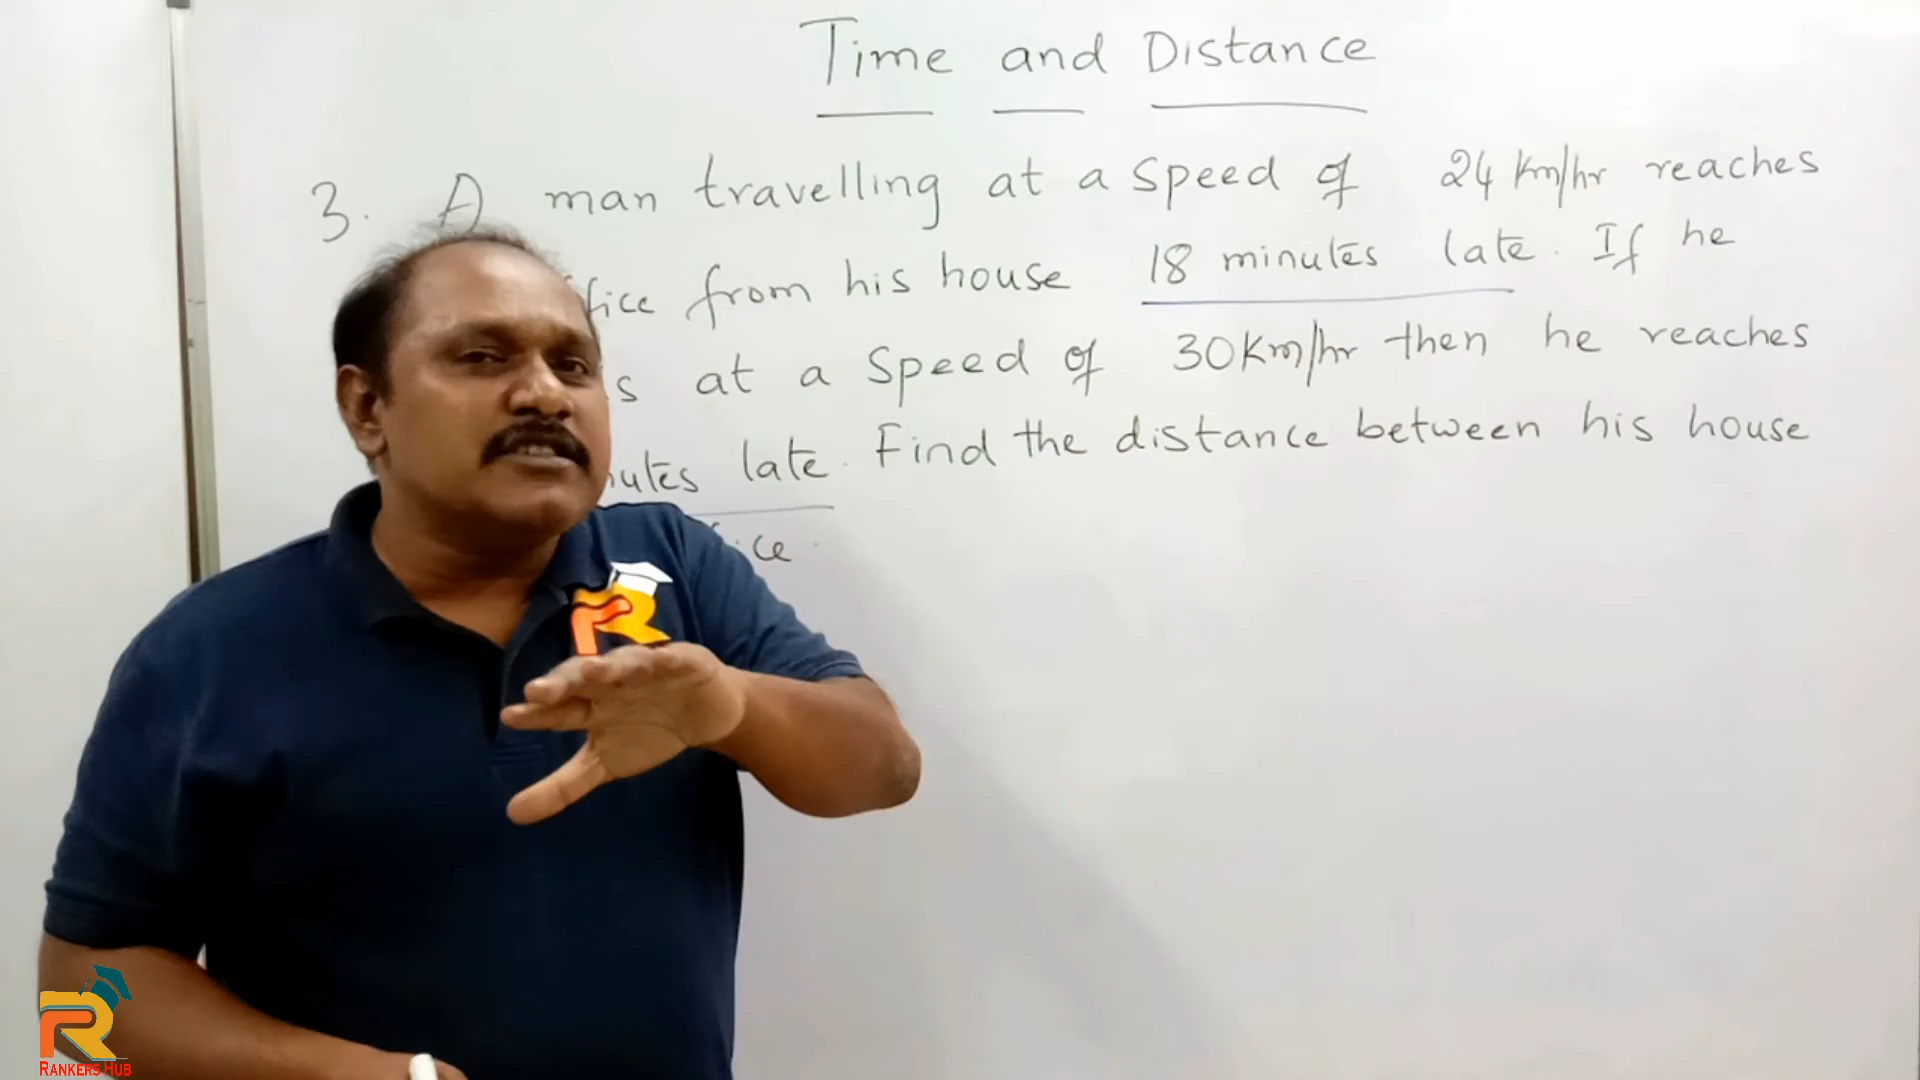 Time and Distance
3. A man travelling at a speed of 24 Km/hr reaches
fice from his house 18 minutes late. If he
s at a speed of 30Km/hr then he reaches
nutes late. Find the distance between his house
ice.
R
R
RANKERS HUB